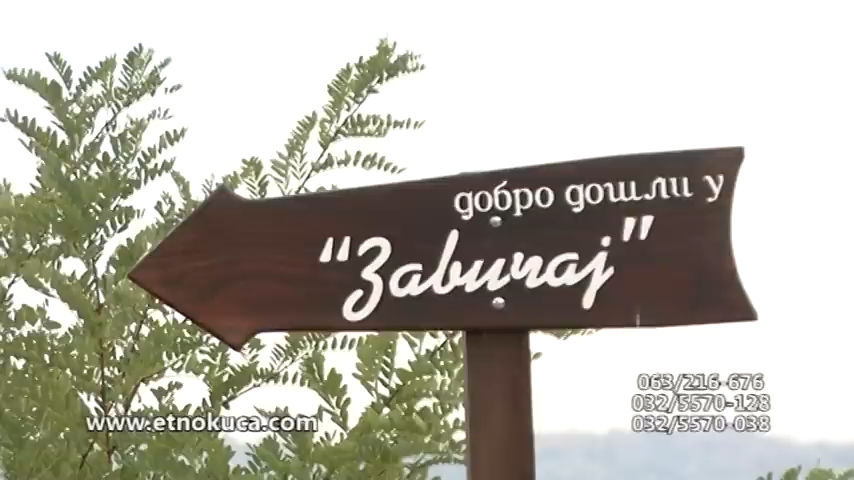 добро дошли у
"Завичај"
063/216-676
032/5570-128
032/5570-038
www.etnokuca.com